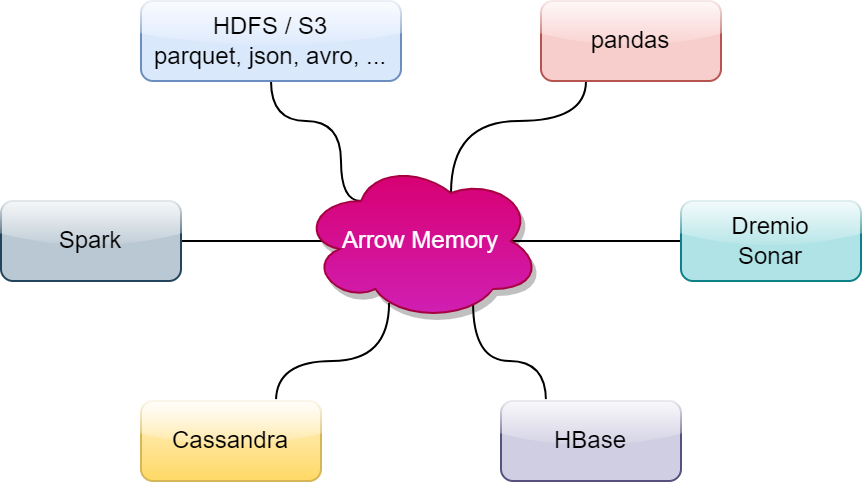 HDFS / S3
parquet, json, avro, ...
pandas
Spark
Arrow Memory
Dremio
Sonar
Cassandra
HBase